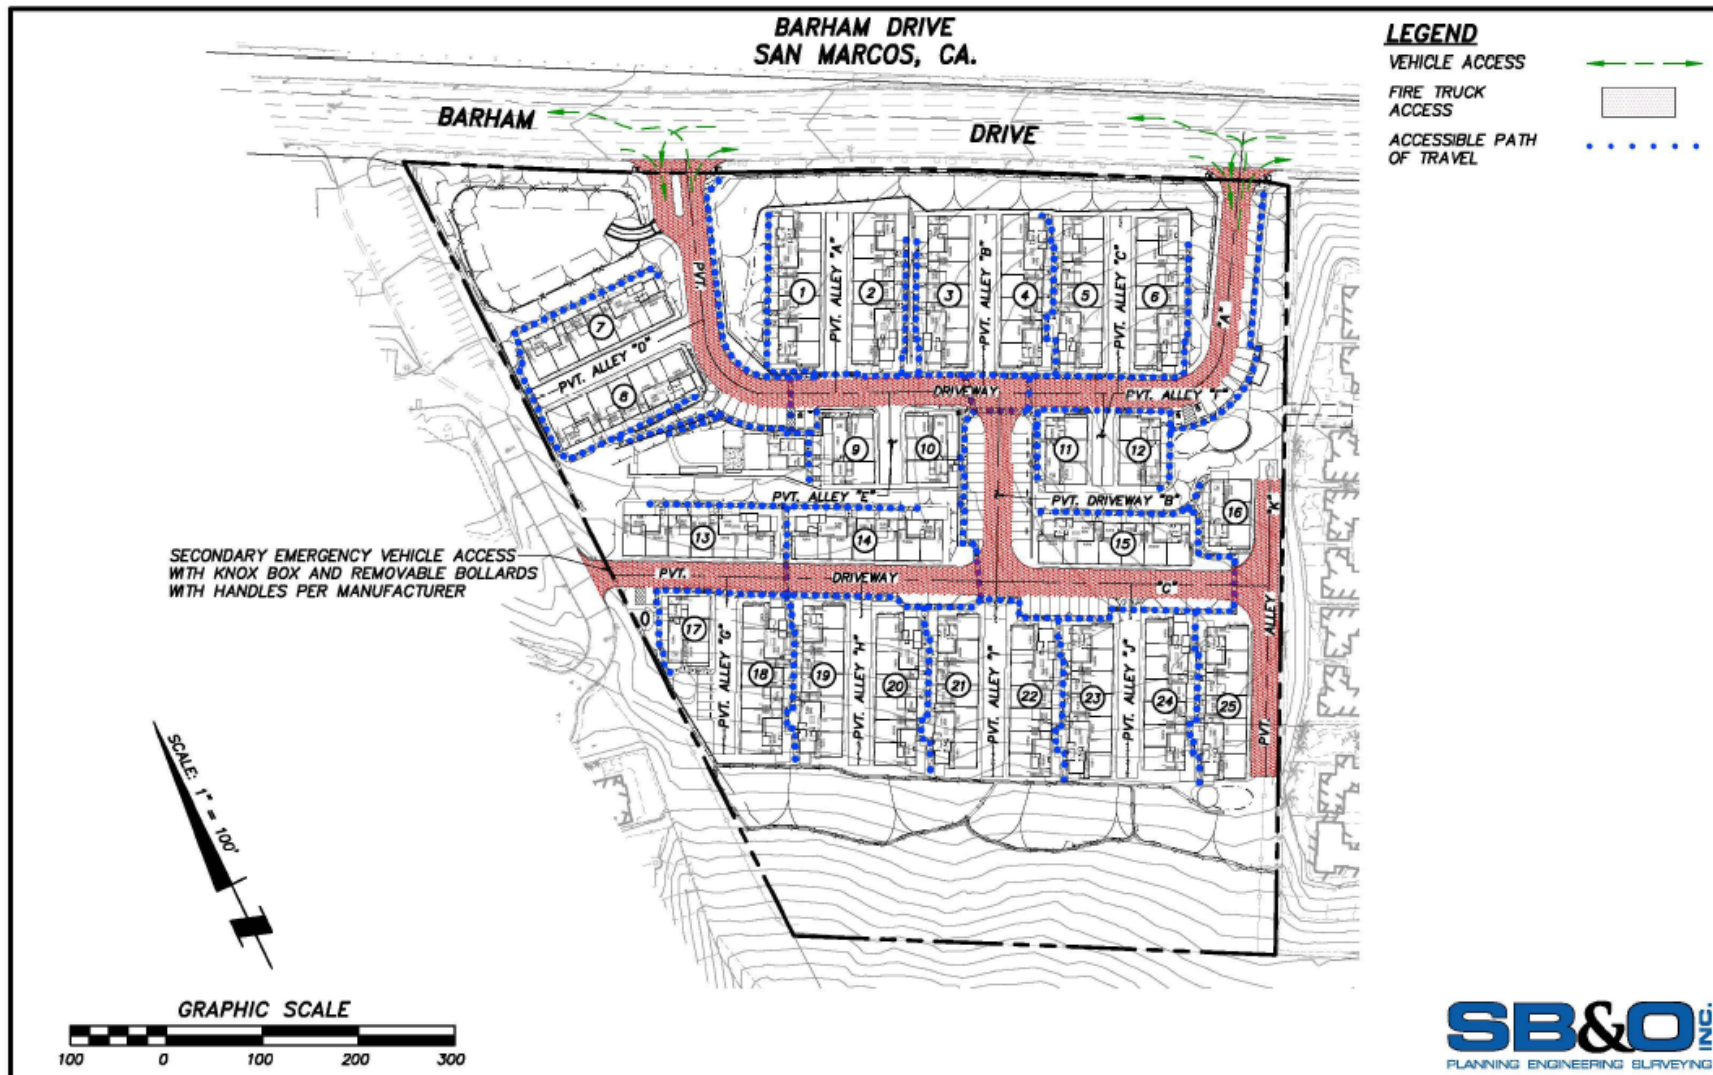 BARHAM DRIVE
SAN MARCOS, CA.
LEGEND
VEHICLE ACCESS
FIRE TRUCK
ACCESS
ACCESSIBLE PATH
OF TRAVEL
BARHAM
DRIVE
PVT.
"A"
1
PVT. ALLEY "A"
2
3
PVT. ALLEY "B"
4
5
PVT. ALLEY "C"
6
7
PVT. ALLEY "D"
8
DRIVEWAY
PVT. ALLEY "F"
9
10
11
12
PVT. ALLEY "E"
PVT. DRIVEWAY "B"
13
14
15
16
"K"
SECONDARY EMERGENCY VEHICLE ACCESS
WITH KNOX BOX AND REMOVABLE BOLLARDS
WITH HANDLES PER MANUFACTURER
PVT.
DRIVEWAY
"C"
ALLEY
PVT.
17
PVT. ALLEY "G"
18
19
PVT. ALLEY "H"
20
21
PVT. ALLEY "I"
22
23
PVT. ALLEY "J"
24
25
SCALE: 1" = 100'
GRAPHIC SCALE
100 0 100 200 300
SB&O INC.
PLANNING ENGINEERING SURVEYING